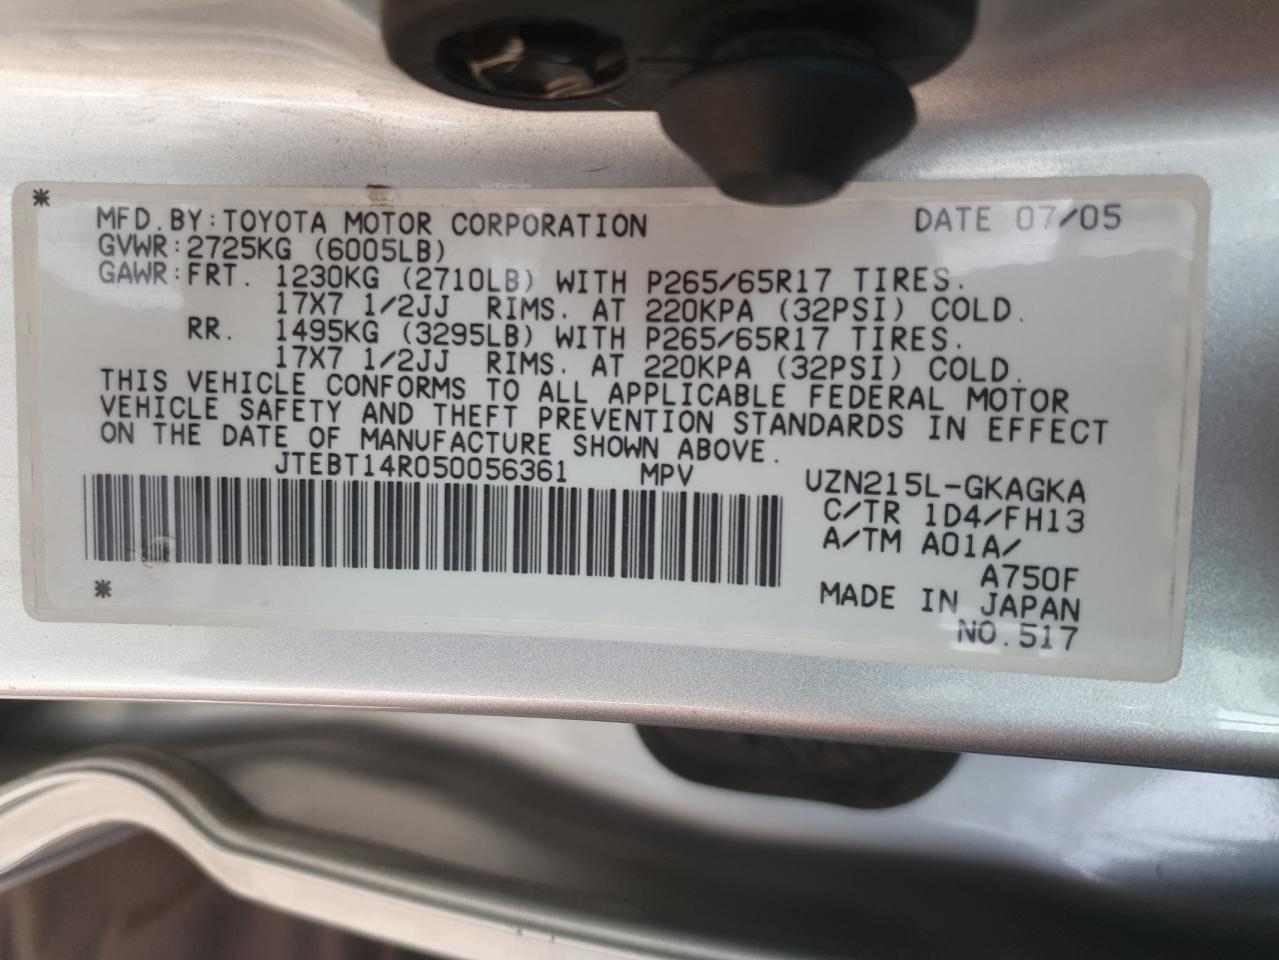 MFD.BY:TOYOTA MOTOR CORPORATION DATE 07/05
GVWR:2725KG (6005LB)
GAWR:FRT. 1230KG (2710LB) WITH P265/65R17 TIRES.
17X7 1/2JJ RIMS. AT 220KPA (32PSI) COLD.
RR. 1495KG (3295LB) WITH P265/65R17 TIRES.
17X7 1/2JJ RIMS. AT 220KPA (32PSI) COLD.
THIS VEHICLE CONFORMS TO ALL APPLICABLE FEDERAL MOTOR
VEHICLE SAFETY AND THEFT PREVENTION STANDARDS IN EFFECT
ON THE DATE OF MANUFACTURE SHOWN ABOVE.
JTEBT14R050056361 MPV UZN215L-GKAGKA
C/TR 1D4/FH13
A/TM A01A/
A750F
MADE IN JAPAN
NO.517